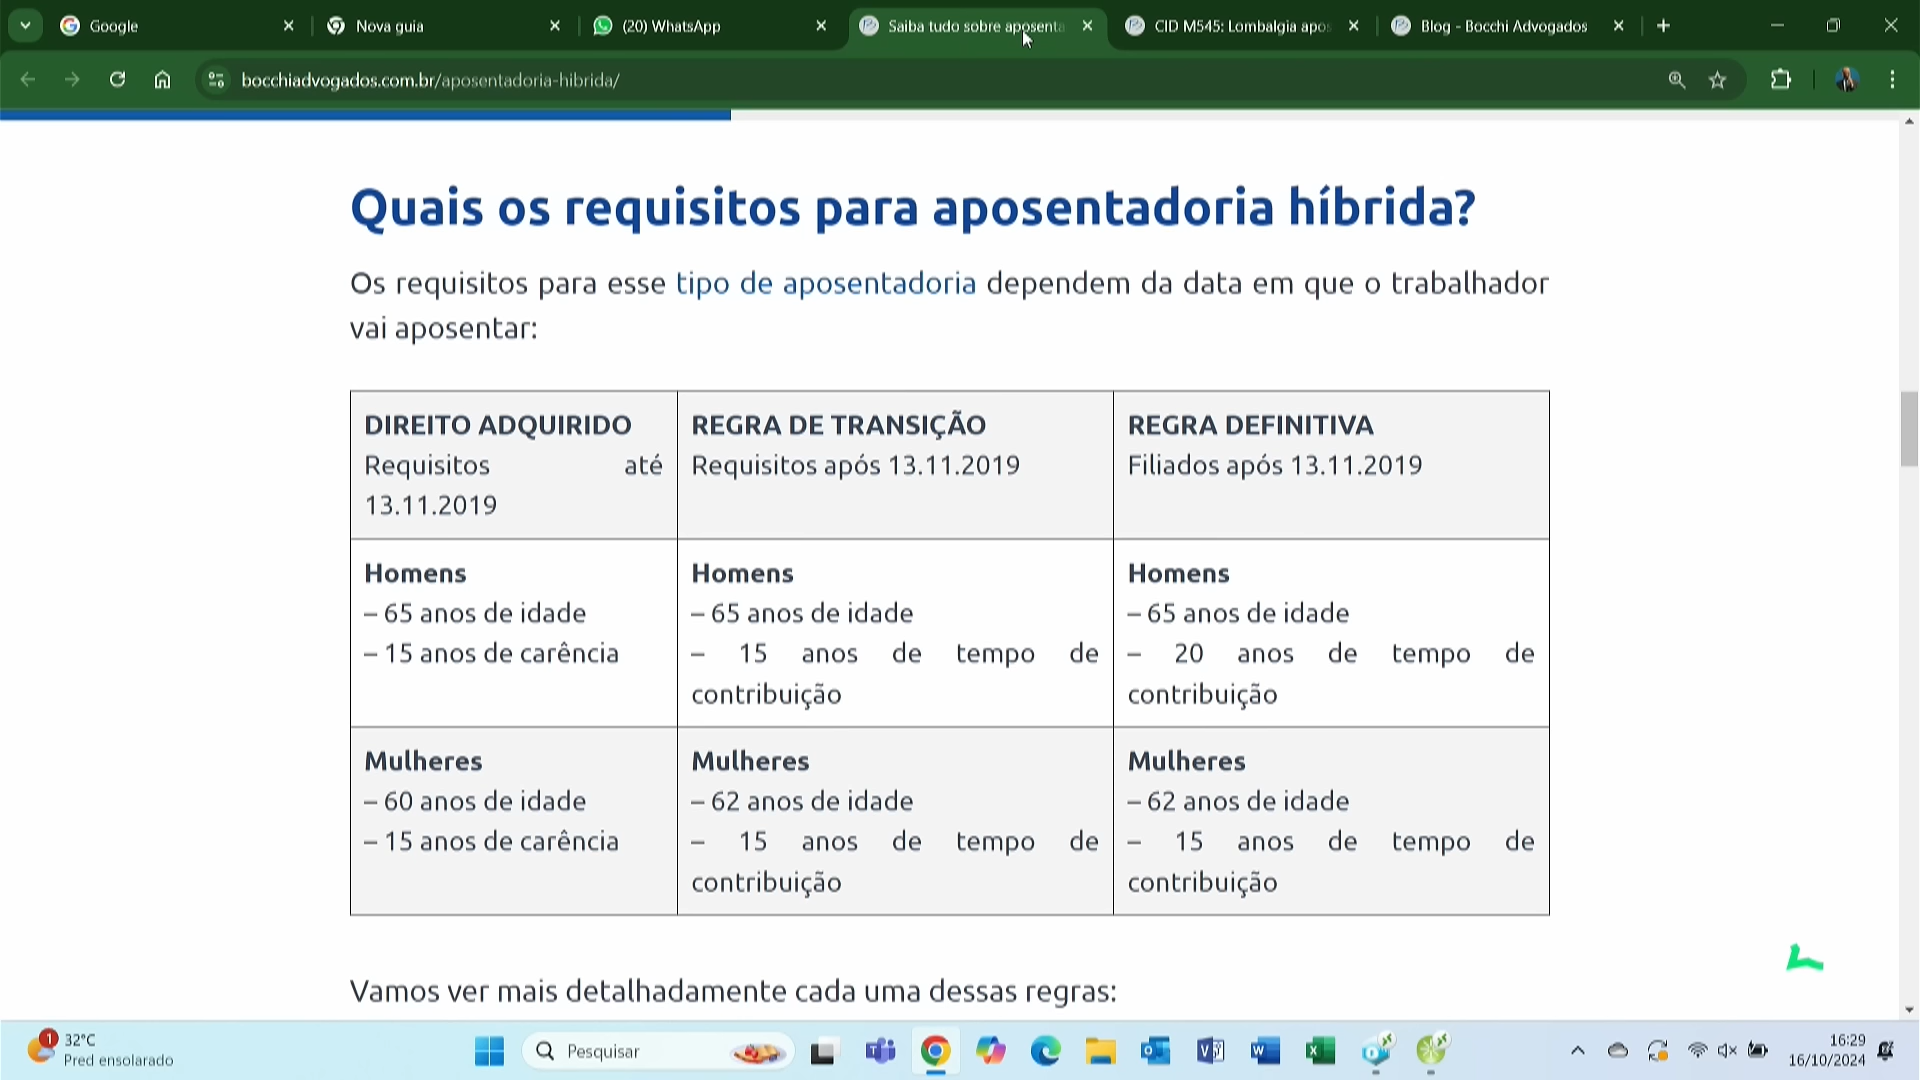 Google
Nova guia
(20) WhatsApp
Saiba tudo sobre aposenta
CID M545: Lombalgia apos
Blog - Bocchi Advogados
bocchiadvogados.com.br/aposentadoria-hibrida/
Quais os requisitos para aposentadoria híbrida?
Os requisitos para esse tipo de aposentadoria dependem da data em que o trabalhador
vai aposentar:
DIREITO ADQUIRIDO
Requisitos até
13.11.2019
REGRA DE TRANSIÇÃO
Requisitos após 13.11.2019
REGRA DEFINITIVA
Filiados após 13.11.2019
Homens
– 65 anos de idade
– 15 anos de carência
Homens
– 65 anos de idade
– 15 anos de tempo de
contribuição
Homens
– 65 anos de idade
– 20 anos de tempo de
contribuição
Mulheres
– 60 anos de idade
– 15 anos de carência
Mulheres
– 62 anos de idade
– 15 anos de tempo de
contribuição
Mulheres
– 62 anos de idade
– 15 anos de tempo de
contribuição
Vamos ver mais detalhadamente cada uma dessas regras:
1
32°C
Pred ensolarado
Pesquisar
16:29
16/10/2024